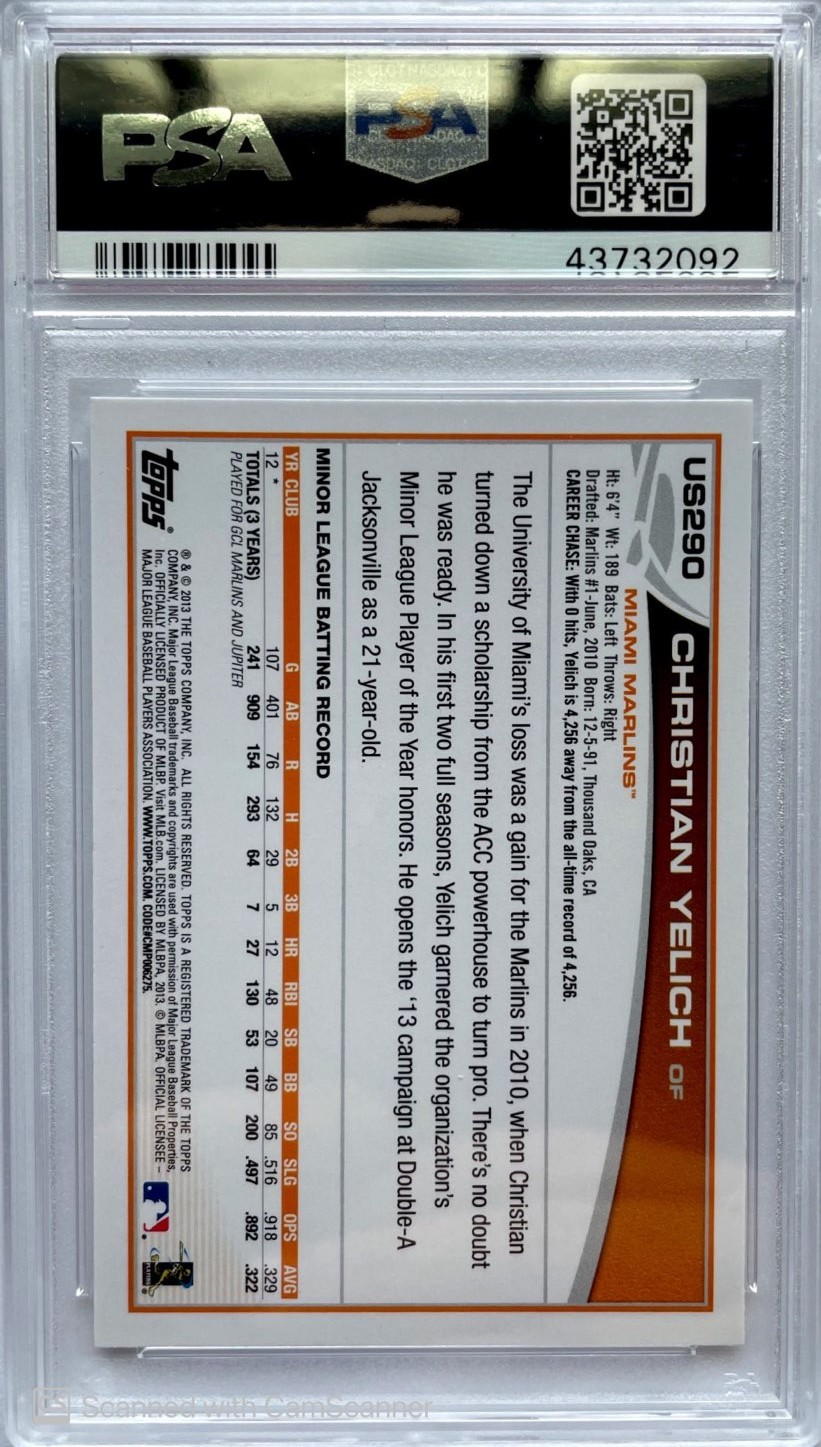 PSA
CLCT NASDAQ: C
PSA
NASDAQ: CLCT
43732092
US290
CHRISTIAN YELICH OF
MIAMI MARLINS™
Ht: 6'4" Wt: 189 Bats: Left Throws: Right
Drafted: Marlins #1-June, 2010 Born: 12-5-91, Thousand Oaks, CA
CAREER CHASE: With 0 hits, Yelich is 4,256 away from the all-time record of 4,256.
The University of Miami's loss was a gain for the Marlins in 2010, when Christian
turned down a scholarship from the ACC powerhouse to turn pro. There's no doubt
he was ready. In his first two full seasons, Yelich garnered the organization's
Minor League Player of the Year honors. He opens the '13 campaign at Double-A
Jacksonville as a 21-year-old.
MINOR LEAGUE BATTING RECORD
YR CLUB G AB R H 2B 3B HR RBI SB BB SO SLG OPS AVG
12 * 107 401 76 132 29 5 12 48 20 49 85 .516 .918 .329
TOTALS (3 YEARS) 241 909 154 293 64 7 27 130 53 107 200 .497 .892 .322
PLAYED FOR GCL MARLINS AND JUPITER
topps®
® & © 2013 THE TOPPS COMPANY, INC. ALL RIGHTS RESERVED. TOPPS IS A REGISTERED TRADEMARK OF THE TOPPS
COMPANY, INC. Major League Baseball trademarks and copyrights are used with permission of Major League Baseball Properties,
Inc. OFFICIALLY LICENSED PRODUCT OF MLBP. Visit MLB.com. LICENSED BY MLBPA, 2013. © MLBPA. OFFICIAL LICENSEE –
MAJOR LEAGUE BASEBALL PLAYERS ASSOCIATION. WWW.TOPPS.COM. CODE#CMP006275.
CS Scanned with CamScanner